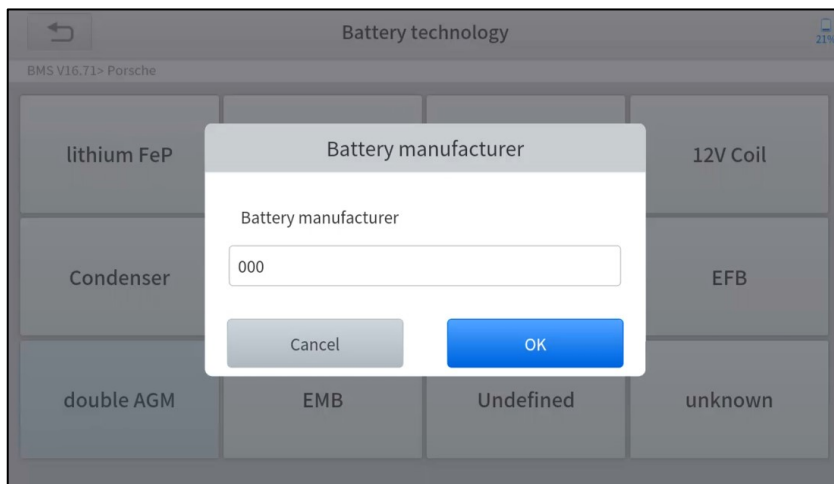 Battery technology
21%
BMS V16.71> Porsche
lithium FeP
12V Coil
Battery manufacturer
Battery manufacturer
000
Condenser
EFB
Cancel
OK
double AGM
EMB
Undefined
unknown